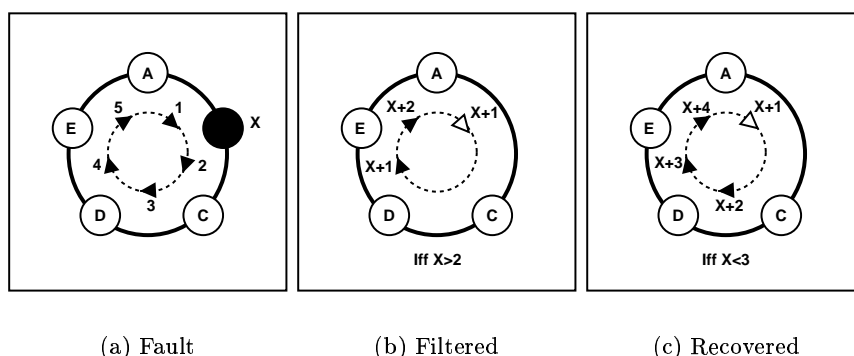 A
5
1
E
X
4
2
3
D
C
(a) Fault
A
X+2
X+1
E
X+1
D
C
Iff X>2
(b) Filtered
A
X+4
X+1
E
X+3
X+2
D
C
Iff X<3
(c) Recovered